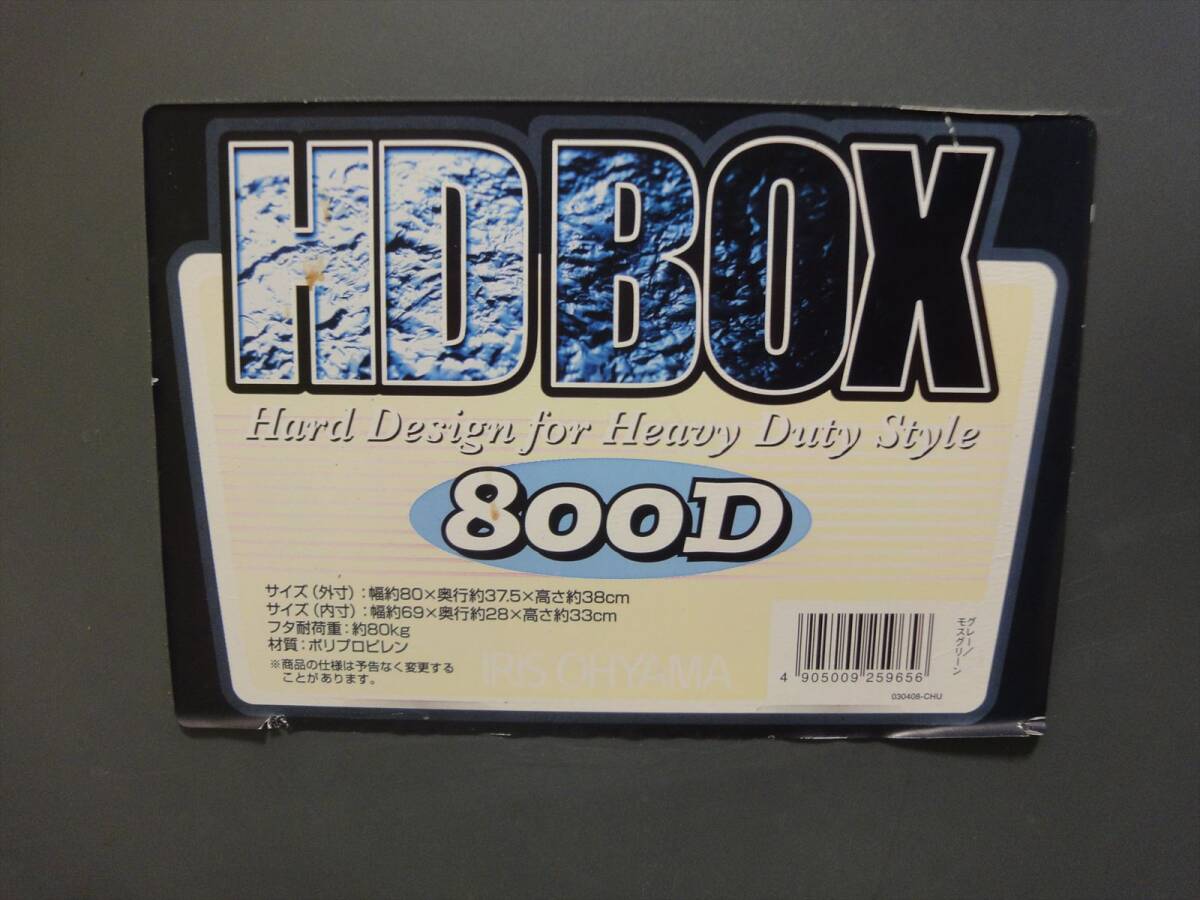 HD BOX
Hard Design for Heavy Duty Style
800D
サイズ（外寸）：幅約80×奥行約37.5×高さ約38cm
サイズ（内寸）：幅約69×奥行約28×高さ約33cm
フタ耐荷重：約80kg
材質：ポリプロピレン
※商品の仕様は予告なく変更する
ことがあります。
IRIS OHYAMA
4 905009 259656
030408-CHU
グレー／
モスグリーン